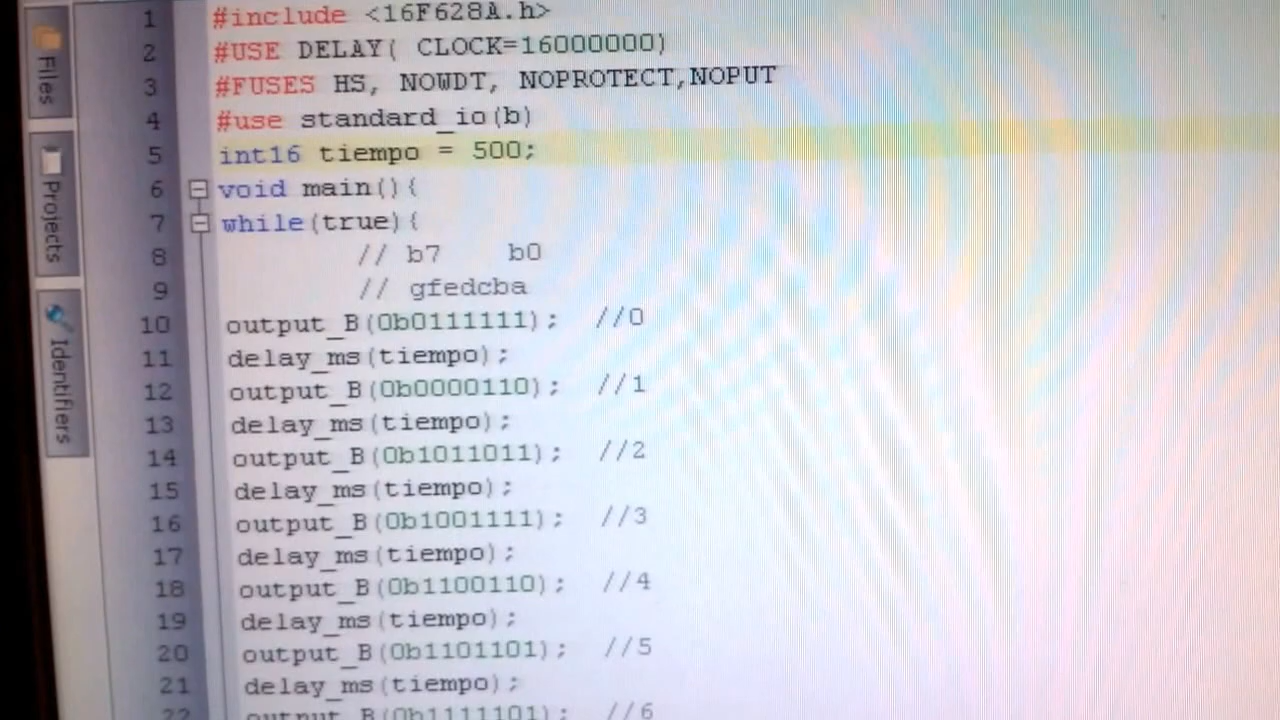 Files
Projects
Identifiers
1 #include <16F628A.h>
2 #USE DELAY( CLOCK=16000000)
3 #FUSES HS, NOWDT, NOPROTECT,NOPUT
4 #use standard_io(b)
5 int16 tiempo = 500;
6 void main(){
7 while(true){
8 // b7 b0
9 // gfedcba
10 output_B(0b0111111); //0
11 delay_ms(tiempo);
12 output_B(0b0000110); //1
13 delay_ms(tiempo);
14 output_B(0b1011011); //2
15 delay_ms(tiempo);
16 output_B(0b1001111); //3
17 delay_ms(tiempo);
18 output_B(0b1100110); //4
19 delay_ms(tiempo);
20 output_B(0b1101101); //5
21 delay_ms(tiempo);
22 output_B(0b1111101); //6